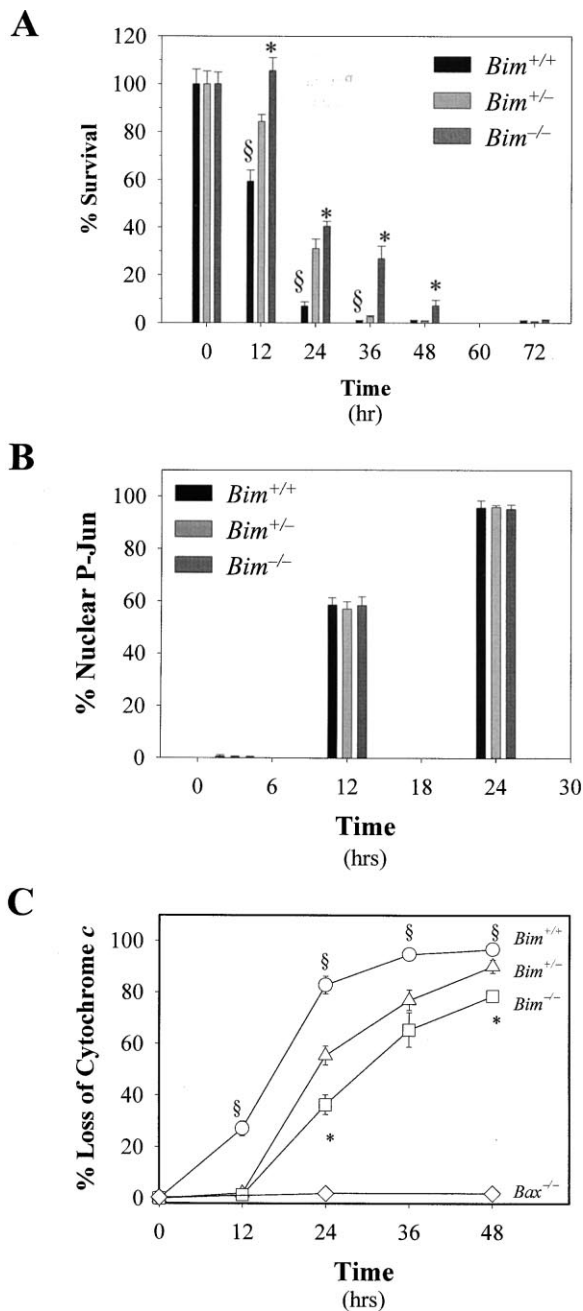 A
120
100
80
60
40
20
0
% Survival
§ * § * § * *
Bim+/+
Bim+/−
Bim−/−
0 12 24 36 48 60 72
Time
(hr)
B
100
80
60
40
20
0
% Nuclear P-Jun
Bim+/+
Bim+/−
Bim−/−
0 6 12 18 24 30
Time
(hrs)
C
100
80
60
40
20
0
% Loss of Cytochrome c
§ § § §
* *
Bim+/+
Bim+/−
Bim−/−
Bax−/−
0 12 24 36 48
Time
(hrs)